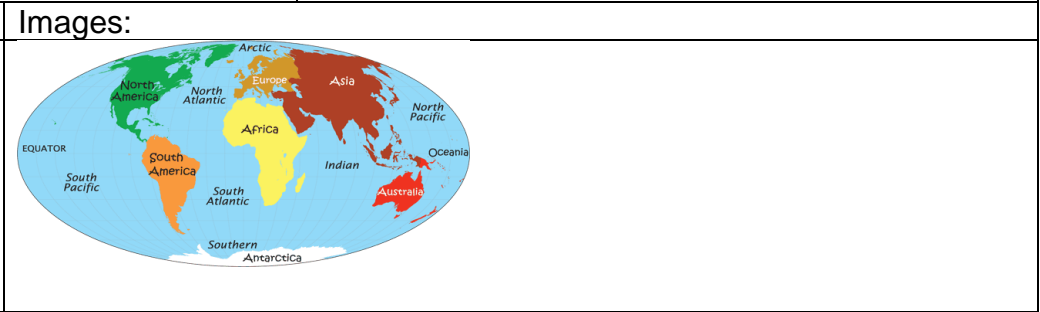 Images:
Arctic
North
America
North
Atlantic
Europe
Asia
North
Pacific
Africa
EQUATOR
South
America
Indian
Oceania
South
Pacific
South
Atlantic
Australia
Southern
Antarctica